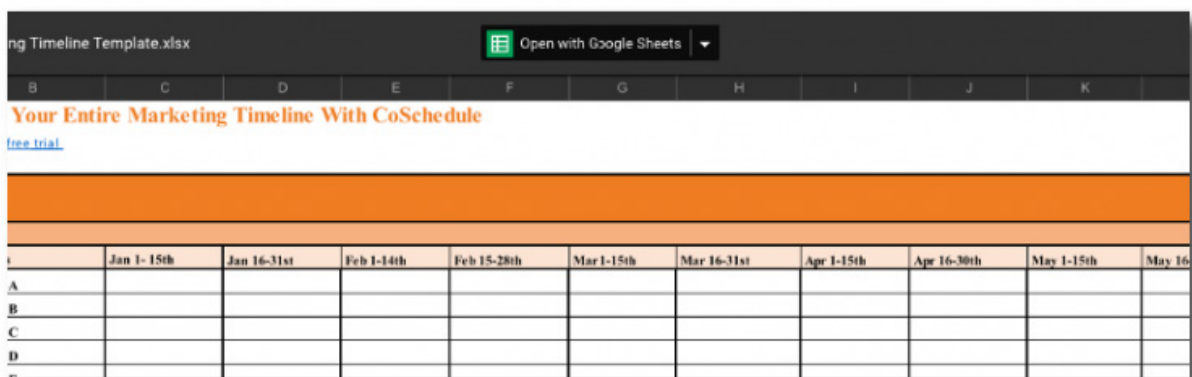 ng Timeline Template.xlsx
Open with Google Sheets
B C D E F G H I J K
Your Entire Marketing Timeline With CoSchedule
free trial
Jan 1- 15th Jan 16-31st Feb 1-14th Feb 15-28th Mar1-15th Mar 16-31st Apr 1-15th Apr 16-30th May 1-15th May 16
A
B
C
D